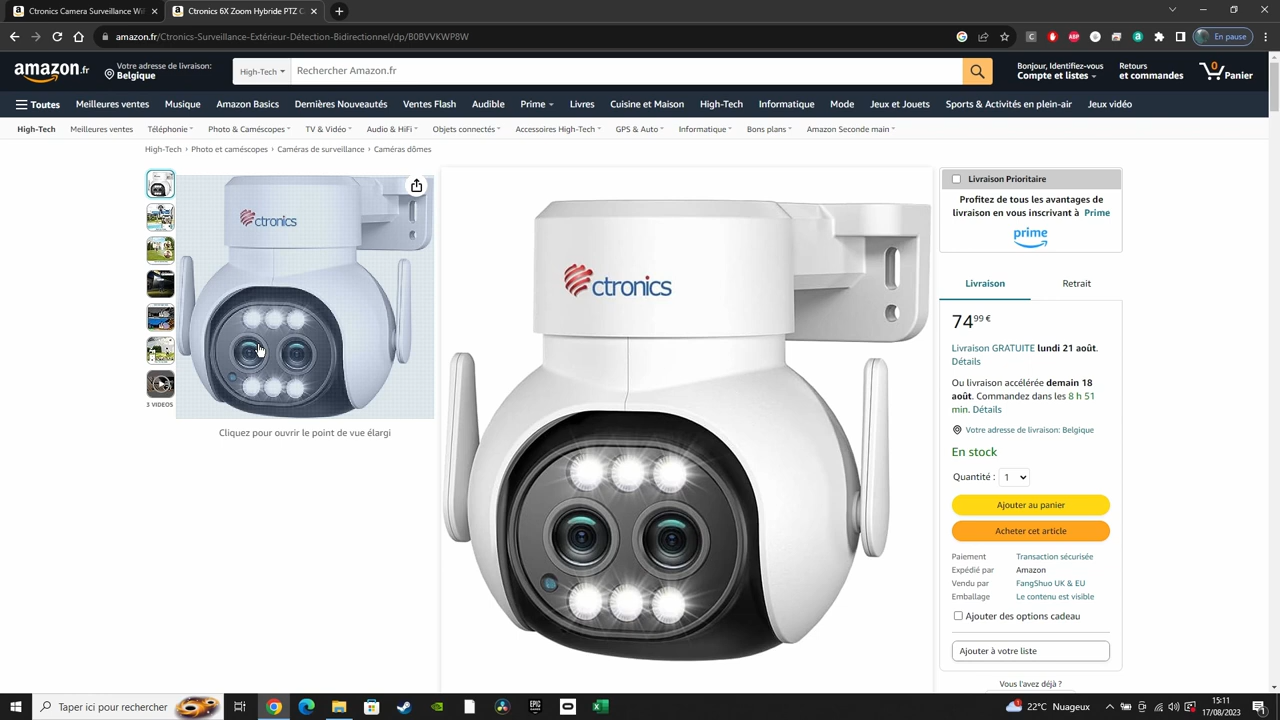 Ctronics Camera Surveillance Wi
Ctronics 6X Zoom Hybride PTZ C
amazon.fr/Ctronics-Surveillance-Extérieur-Détection-Bidirectionnel/dp/B0BVVKWP8W
En pause
amazon.fr
Votre adresse de livraison:
Belgique
High-Tech
Rechercher Amazon.fr
Bonjour, Identifiez-vous
Compte et listes
Retours
et commandes
0
Panier
Toutes
Meilleures ventes
Musique
Amazon Basics
Dernières Nouveautés
Ventes Flash
Audible
Prime
Livres
Cuisine et Maison
High-Tech
Informatique
Mode
Jeux et Jouets
Sports & Activités en plein-air
Jeux vidéo
High-Tech
Meilleures ventes
Téléphonie
Photo & Caméscopes
TV & Vidéo
Audio & HiFi
Objets connectés
Accessoires High-Tech
GPS & Auto
Informatique
Bons plans
Amazon Seconde main
High-Tech › Photo et caméscopes › Caméras de surveillance › Caméras dômes
ctronics
3 VIDEOS
Cliquez pour ouvrir le point de vue élargi
ctronics
Livraison Prioritaire
Profitez de tous les avantages de
livraison en vous inscrivant à Prime
prime
Livraison
Retrait
74,99 €
Livraison GRATUITE lundi 21 août.
Détails
Ou livraison accélérée demain 18
août. Commandez dans les 8 h 51
min. Détails
Votre adresse de livraison: Belgique
En stock
Quantité : 1
Ajouter au panier
Acheter cet article
Paiement Transaction sécurisée
Expédié par Amazon
Vendu par FangShuo UK & EU
Emballage Le contenu est visible
Ajouter des options cadeau
Ajouter à votre liste
Vous l'avez déjà ?
Taper ici pour rechercher
22°C Nuageux
15:11
17/08/2023